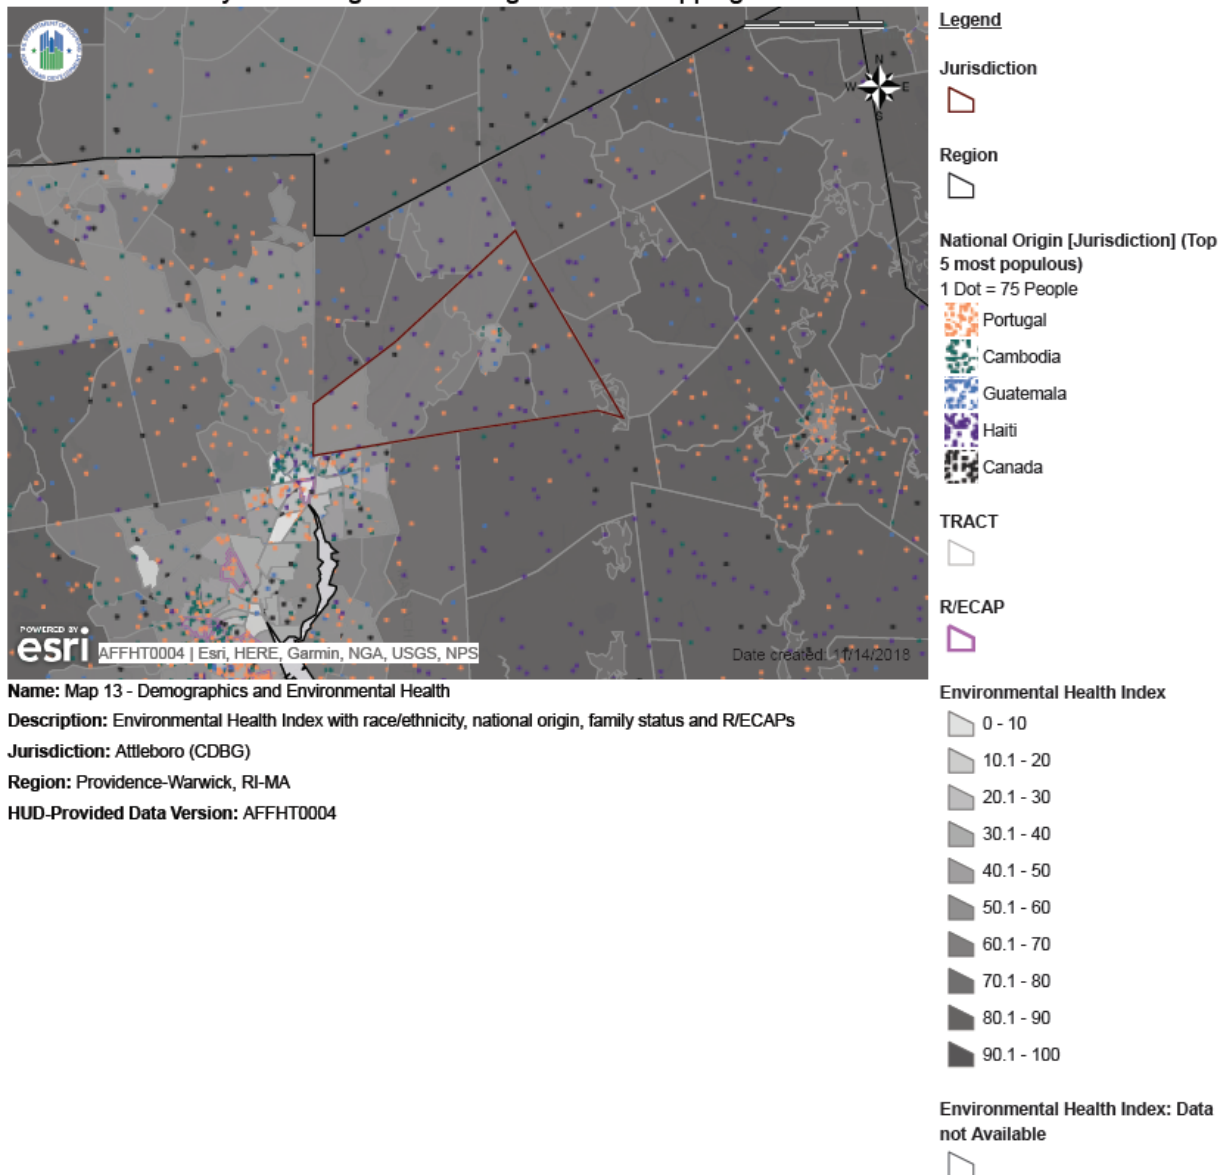 Legend
N
W
E
S
Jurisdiction
Region
National Origin [Jurisdiction] (Top
5 most populous)
1 Dot = 75 People
Portugal
Cambodia
Guatemala
Haiti
Canada
TRACT
R/ECAP
POWERED BY
esri
AFFHT0004 | Esri, HERE, Garmin, NGA, USGS, NPS
Date created: 11/14/2018
Name: Map 13 - Demographics and Environmental Health
Description: Environmental Health Index with race/ethnicity, national origin, family status and R/ECAPs
Jurisdiction: Attleboro (CDBG)
Region: Providence-Warwick, RI-MA
HUD-Provided Data Version: AFFHT0004
Environmental Health Index
0 - 10
10.1 - 20
20.1 - 30
30.1 - 40
40.1 - 50
50.1 - 60
60.1 - 70
70.1 - 80
80.1 - 90
90.1 - 100
Environmental Health Index: Data
not Available